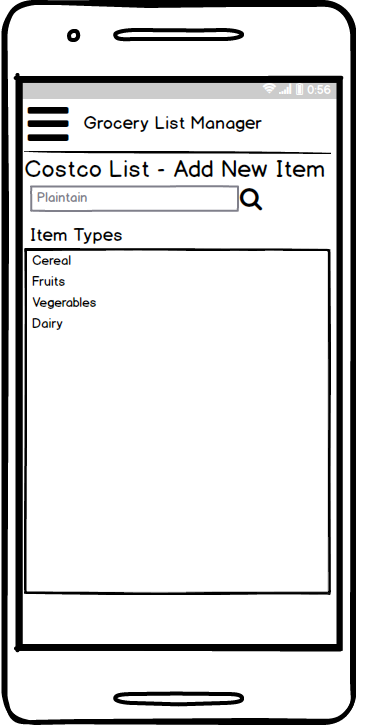 0:56
Grocery List Manager
Costco List - Add New Item
Plaintain
Item Types
Cereal
Fruits
Vegerables
Dairy